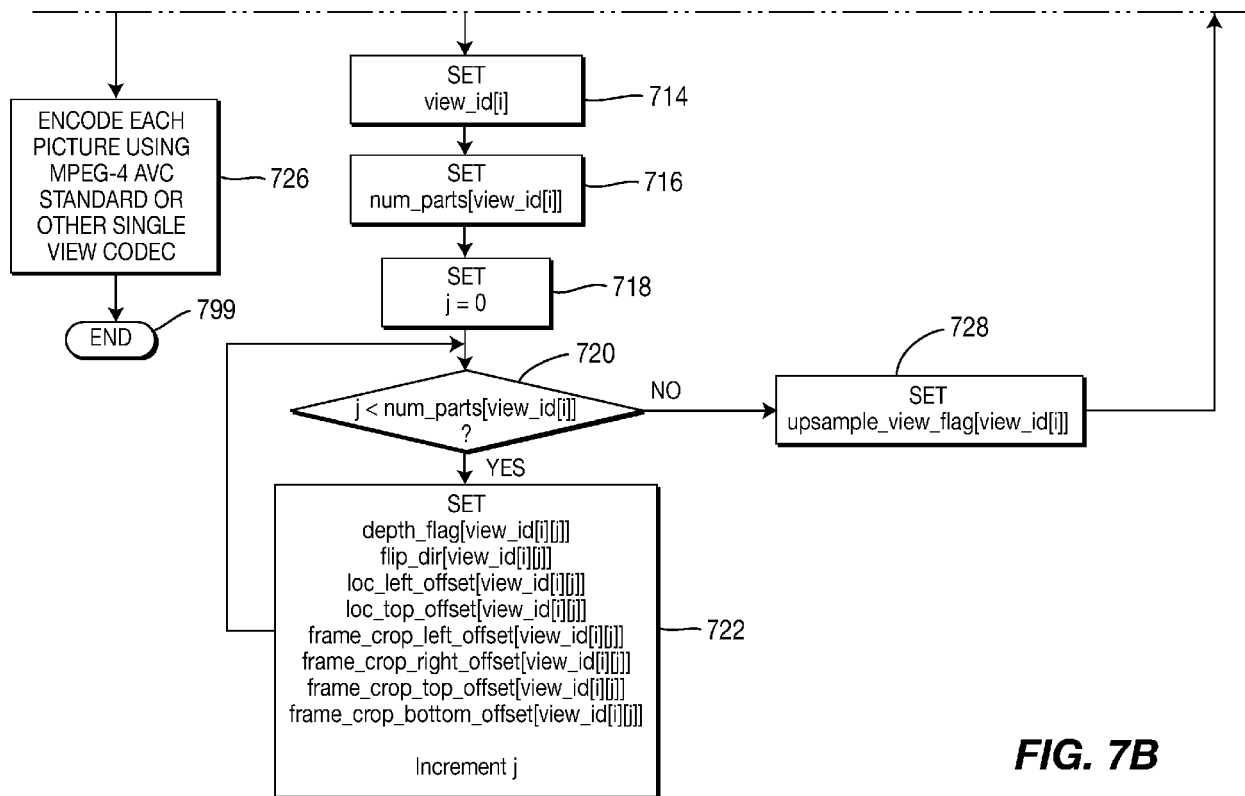 SET
view_id[i]
714
ENCODE EACH
PICTURE USING
MPEG-4 AVC
STANDARD OR
OTHER SINGLE
VIEW CODEC
726
SET
num_parts[view_id[i]]
716
SET
j = 0
718
799
END
720
j < num_parts[view_id[i]]
?
NO
YES
728
SET
upsample_view_flag[view_id[i]]
SET
depth_flag[view_id[i][j]]
flip_dir[view_id[i][j]]
loc_left_offset[view_id[i][j]]
loc_top_offset[view_id[i][j]]
frame_crop_left_offset[view_id[i][j]]
frame_crop_right_offset[view_id[i][j]]
frame_crop_top_offset[view_id[i][j]]
frame_crop_bottom_offset[view_id[i][j]]
Increment j
722
FIG. 7B